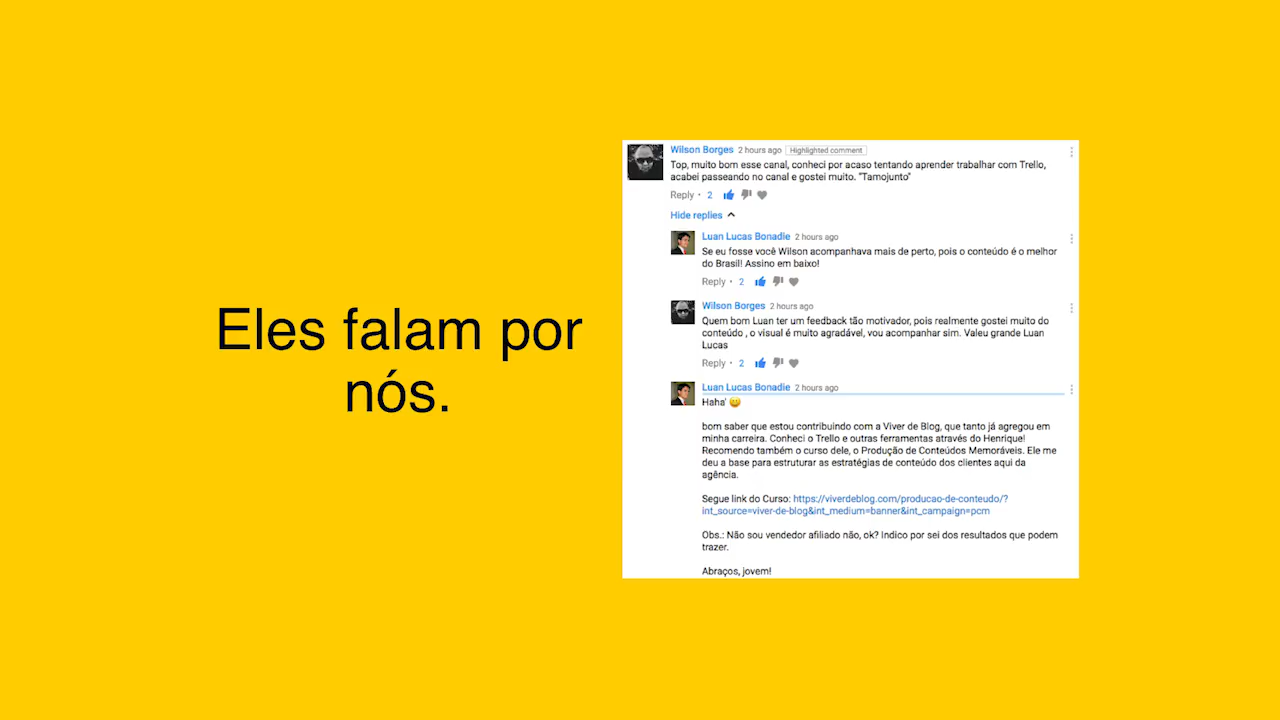 Eles falam por
nós.
Wilson Borges 2 hours ago Highlighted comment
Top, muito bom esse canal, conheci por acaso tentando aprender trabalhar com Trello,
acabei passeando no canal e gostei muito. "Tamojunto"
Reply • 2
Hide replies
Luan Lucas Bonadie 2 hours ago
Se eu fosse você Wilson acompanhava mais de perto, pois o conteúdo é o melhor
do Brasil! Assino em baixo!
Reply • 2
Wilson Borges 2 hours ago
Quem bom Luan ter um feedback tão motivador, pois realmente gostei muito do
conteúdo , o visual é muito agradável, vou acompanhar sim. Valeu grande Luan
Lucas
Reply • 2
Luan Lucas Bonadie 2 hours ago
Haha' 😄
bom saber que estou contribuindo com a Viver de Blog, que tanto já agregou em
minha carreira. Conheci o Trello e outras ferramentas através do Henrique!
Recomendo também o curso dele, o Produção de Conteúdos Memoráveis. Ele me
deu a base para estruturar as estratégias de conteúdo dos clientes aqui da
agência.
Segue link do Curso: https://viverdeblog.com/producao-de-conteudo/?
int_source=viver-de-blog&int_medium=banner&int_campaign=pcm
Obs.: Não sou vendedor afiliado não, ok? Indico por sei dos resultados que podem
trazer.
Abraços, jovem!